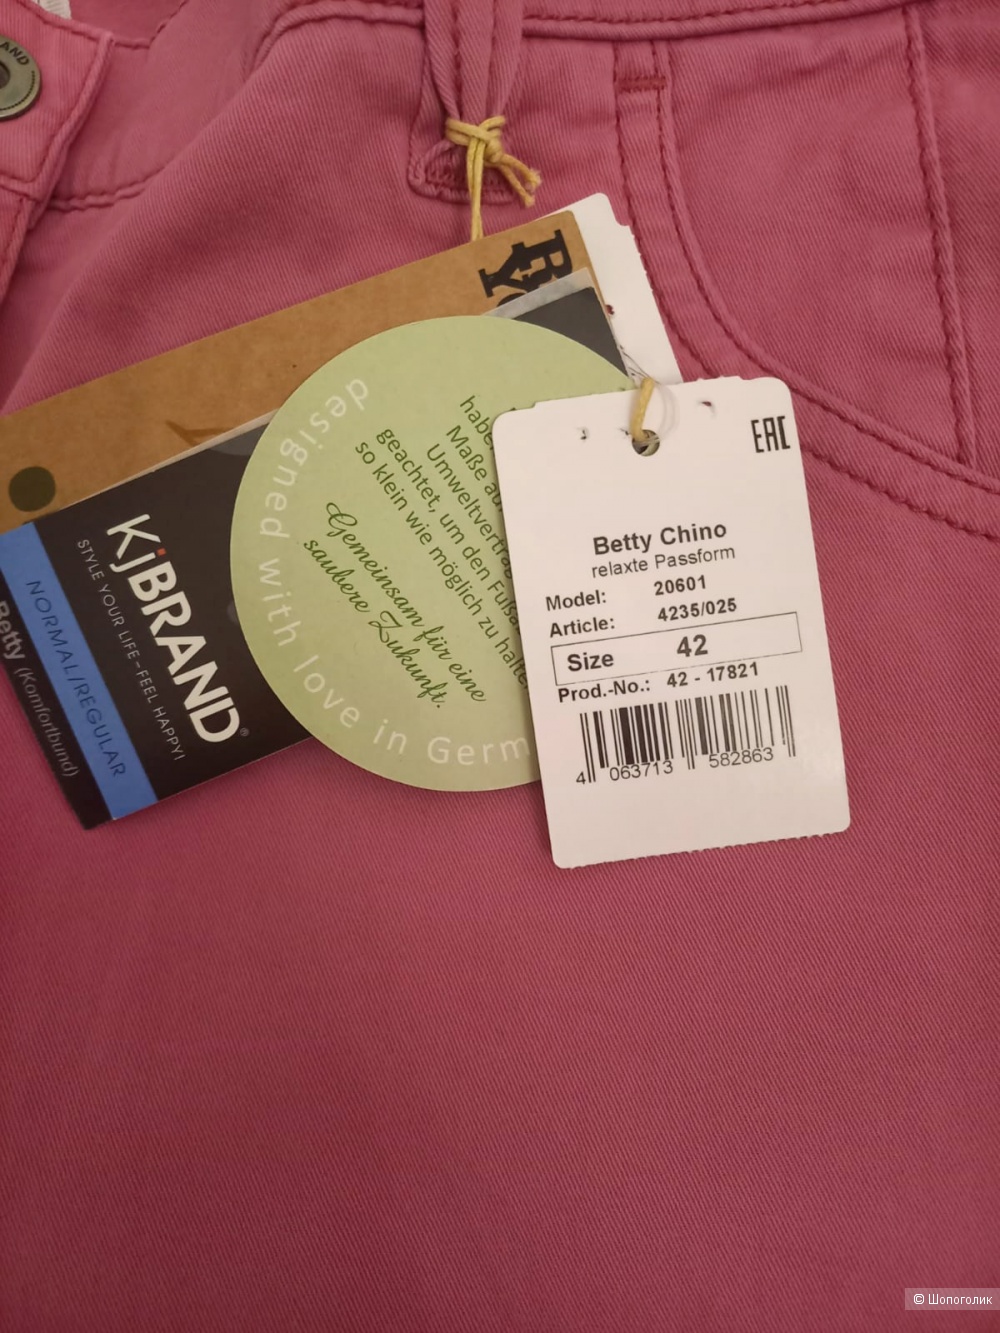 AND
designed with love in Germ
habe
Maße au
Umweltverträg
geachtet, um den Fußa
so klein wie möglich zu halte
Gemeinsam für eine
saubere Zukunft.
KjBRAND®
STYLE YOUR LIFE-FEEL HAPPY!
NORMAL/REGULAR
Betty (Komfortbund)
EAC
Betty Chino
relaxte Passform
Model: 20601
Article: 4235/025
Size 42
Prod.-No.: 42 - 17821
4 063713 582863
© Шопоголик